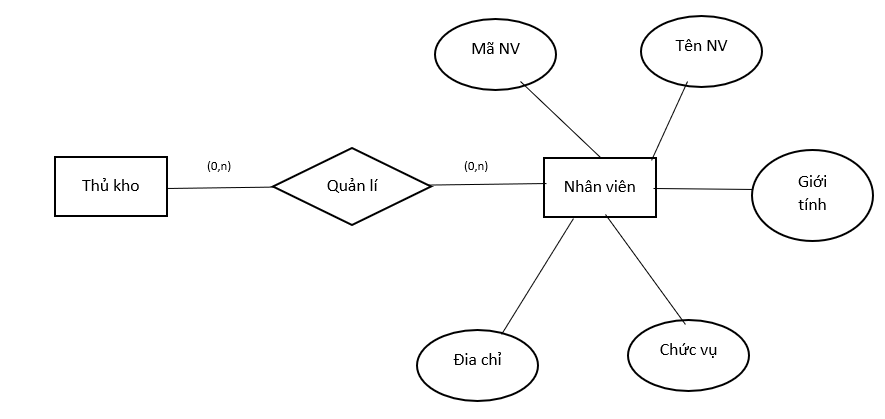 Mã NV
Tên NV
(0,n)
(0,n)
Thủ kho
Quản lí
Nhân viên
Giới
tính
Đia chỉ
Chức vụ